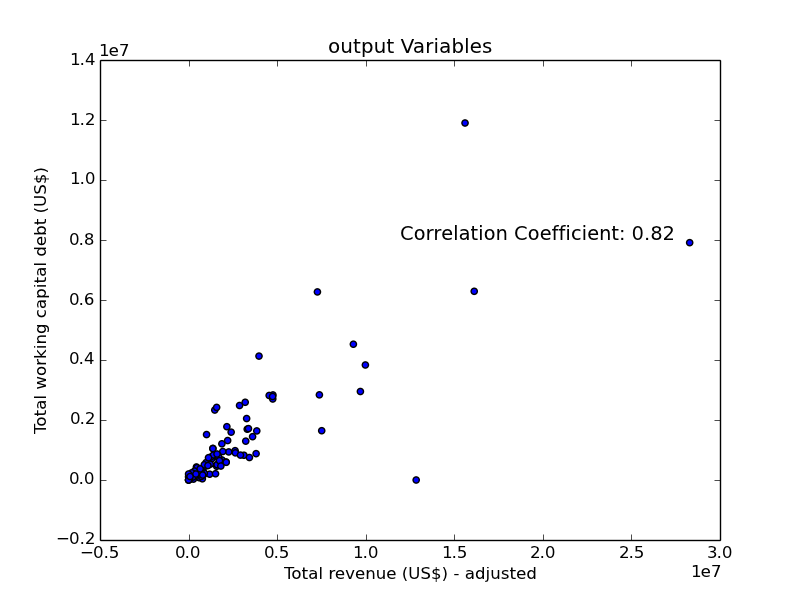 output Variables
1e7
1.4
1.2
1.0
0.8
0.6
0.4
0.2
0.0
−0.2
Total working capital debt (US$)
Correlation Coefficient: 0.82
−0.5 0.0 0.5 1.0 1.5 2.0 2.5 3.0
Total revenue (US$) - adjusted
1e7